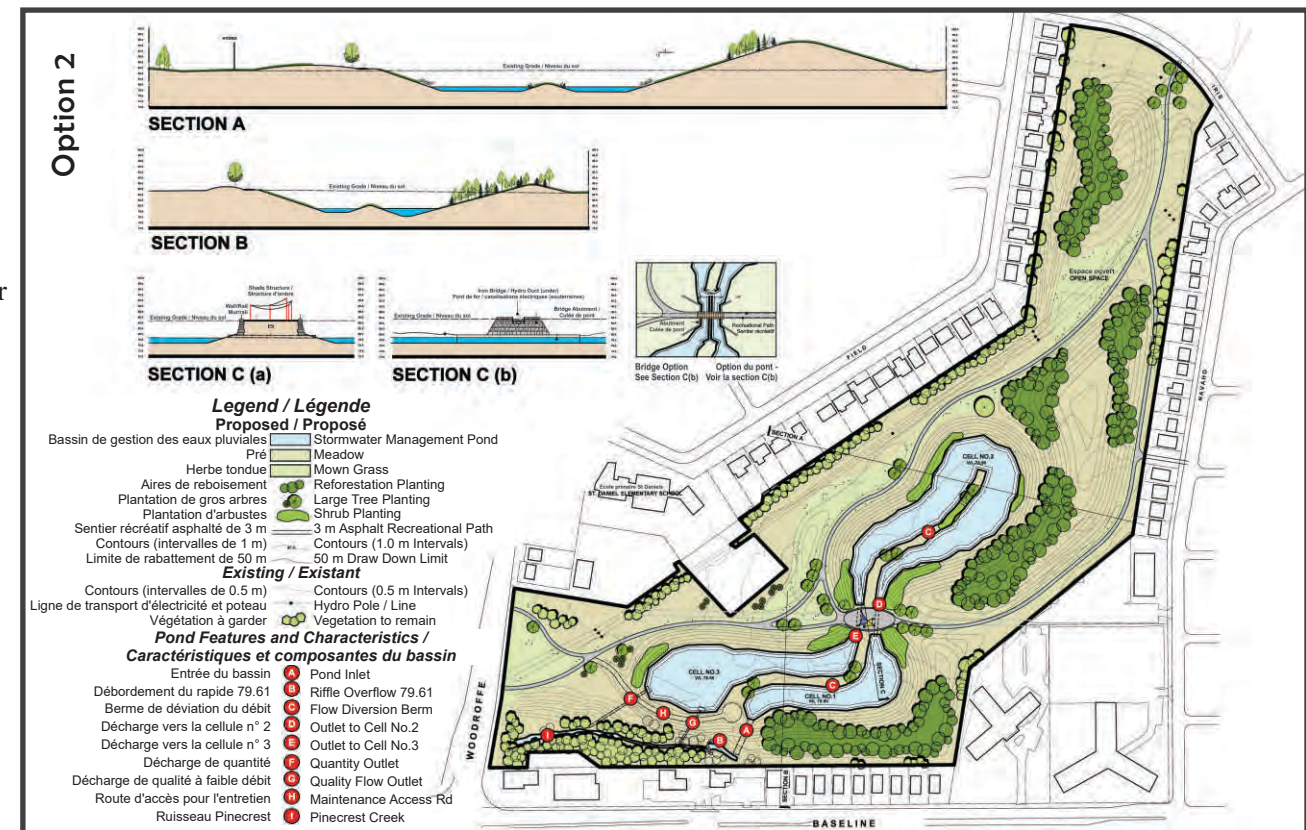 Option 2
r
HYDRO
Existing Grade / Niveau du sol
SECTION A
Existing Grade / Niveau du sol
SECTION B
Shade Structure /
Structure d'ombre
Wall/Rail
Mur/rail
Existing Grade / Niveau du sol
SECTION C (a)
Iron Bridge / Hydro Duct (under)
Pont de fer / canalisations électriques (souterraines)
Existing Grade / Niveau du sol
Bridge Abutment /
Culée de pont
SECTION C (b)
Abutment
Culée de pont
Recreational Path
Sentier récréatif
Bridge Option
See Section C(b)
Option du pont -
Voir la section C(b)
Legend / Légende
Proposed / Proposé
Bassin de gestion des eaux pluviales Stormwater Management Pond
Pré Meadow
Herbe tondue Mown Grass
Aires de reboisement Reforestation Planting
Plantation de gros arbres Large Tree Planting
Plantation d'arbustes Shrub Planting
Sentier récréatif asphalté de 3 m 3 m Asphalt Recreational Path
Contours (intervalles de 1 m) Contours (1.0 m Intervals)
Limite de rabattement de 50 m 50 m Draw Down Limit
Existing / Existant
Contours (intervalles de 0.5 m) Contours (0.5 m Intervals)
Ligne de transport d'électricité et poteau Hydro Pole / Line
Végétation à garder Vegetation to remain
Pond Features and Characteristics /
Caractéristiques et composantes du bassin
Entrée du bassin A Pond Inlet
Débordement du rapide 79.61 B Riffle Overflow 79.61
Berme de déviation du débit C Flow Diversion Berm
Décharge vers la cellule n° 2 D Outlet to Cell No.2
Décharge vers la cellule n° 3 E Outlet to Cell No.3
Décharge de quantité F Quantity Outlet
Décharge de qualité à faible débit G Quality Flow Outlet
Route d'accès pour l'entretien H Maintenance Access Rd
Ruisseau Pinecrest I Pinecrest Creek
IRIS
Espace ouvert
OPEN SPACE
FIELD
NAVAHO
SECTION A
École primaire St Daniels
ST. DANIEL ELEMENTARY SCHOOL
CELL NO.2
C
D
E
CELL NO.3
SECTION C
C
CELL NO.1
F
H
G
A
B
I
WOODROFFE
SECTION B
BASELINE